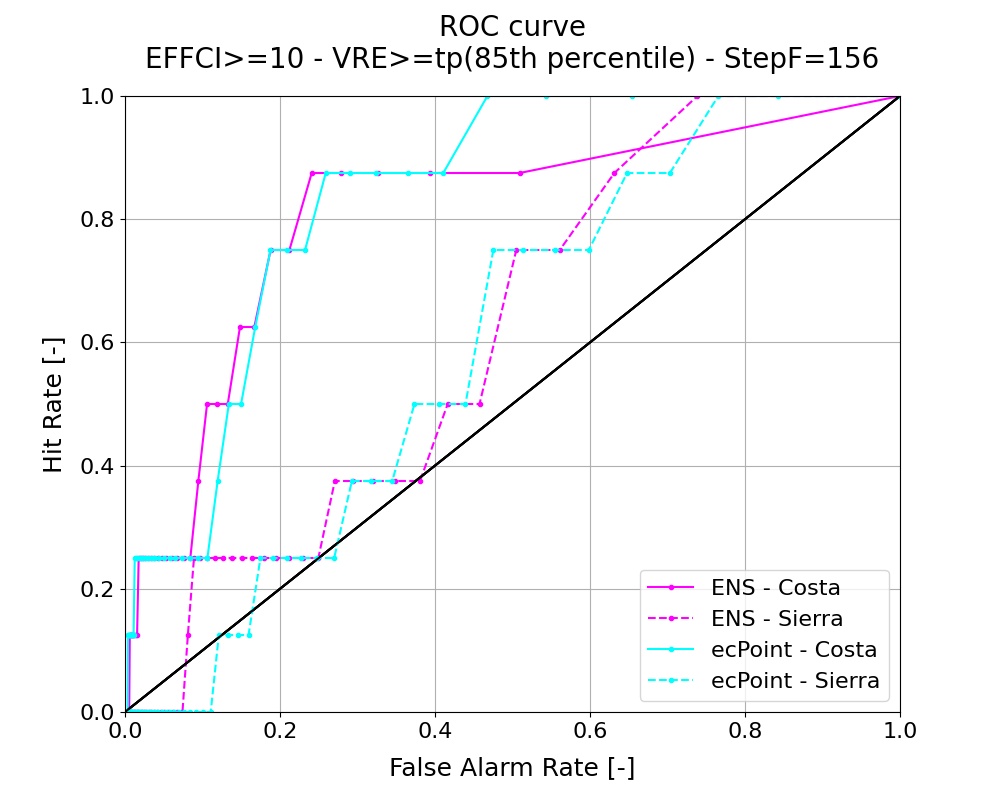 ROC curve
EFFCI>=10 - VRE>=tp(85th percentile) - StepF=156
1.0
0.8
0.6
0.4
0.2
0.0
Hit Rate [-]
ENS - Costa
ENS - Sierra
ecPoint - Costa
ecPoint - Sierra
0.0 0.2 0.4 0.6 0.8 1.0
False Alarm Rate [-]